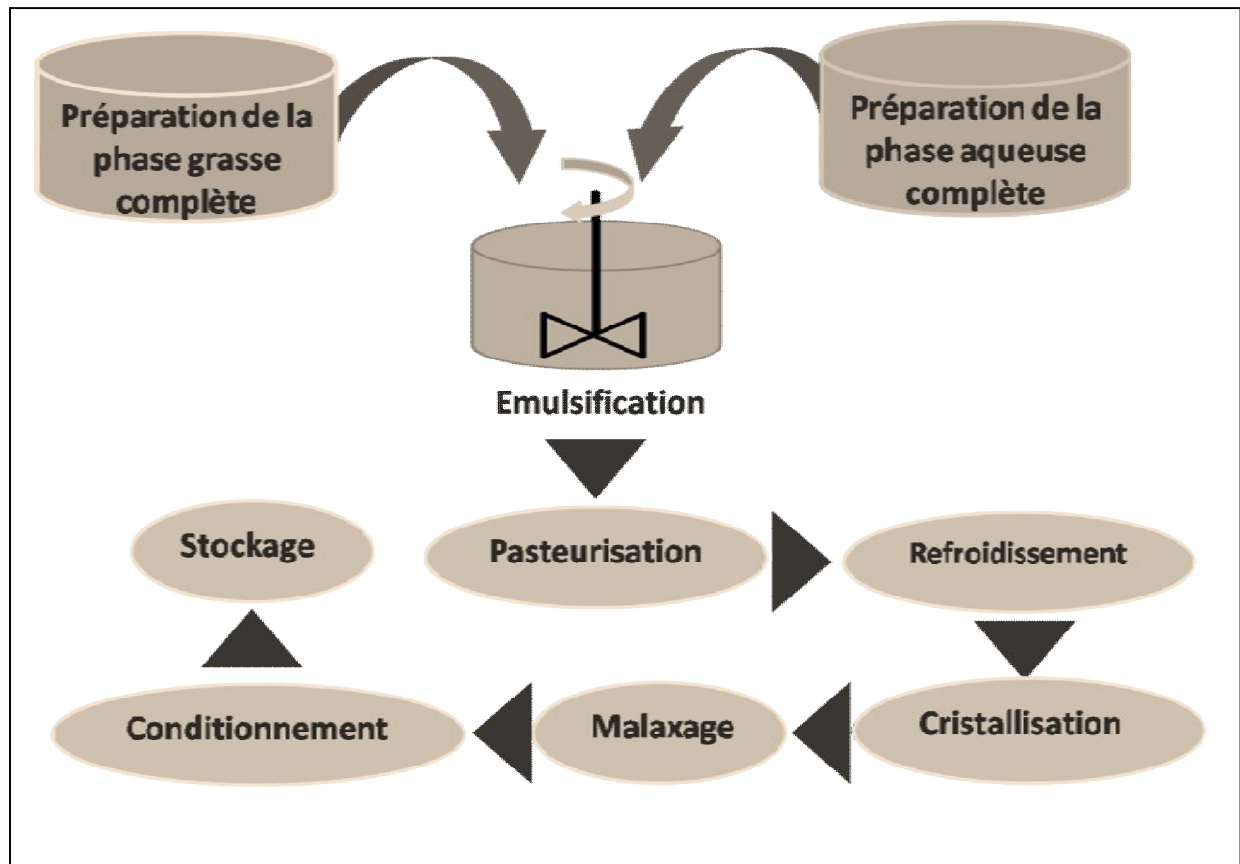 Préparation de la
phase grasse
complète
Préparation de la
phase aqueuse
complète
Emulsification
Pasteurisation
Refroidissement
Cristallisation
Malaxage
Conditionnement
Stockage